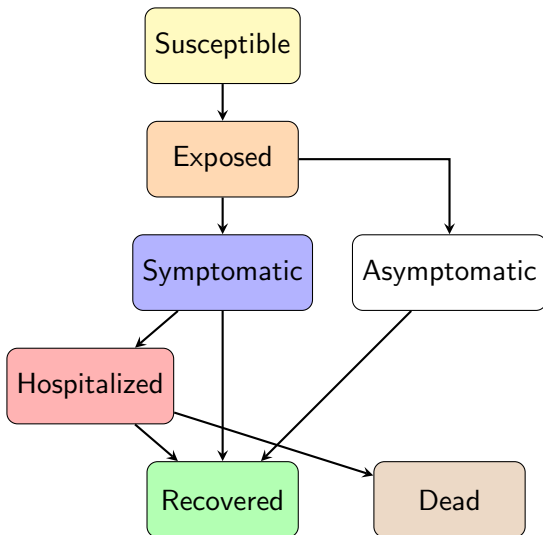 Susceptible
Exposed
Symptomatic
Asymptomatic
Hospitalized
Recovered
Dead